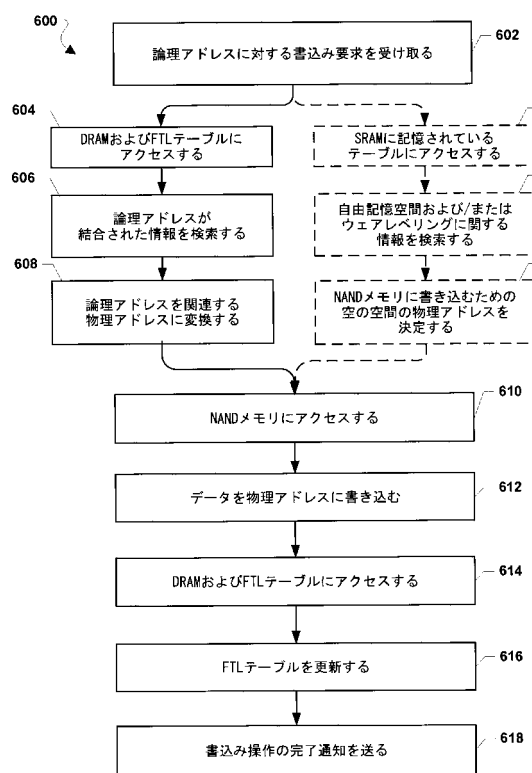 600
602
論理アドレスに対する書込み要求を受け取る
604
DRAMおよびFTLテーブルに
アクセスする
SRAMに記憶されている
テーブルにアクセスする
606
論理アドレスが
結合された情報を検索する
自由記憶空間および/または
ウェアレベリングに関する
情報を検索する
608
論理アドレスを関連する
物理アドレスに変換する
NANDメモリに書き込むための
空の空間の物理アドレスを
決定する
610
NANDメモリにアクセスする
612
データを物理アドレスに書き込む
614
DRAMおよびFTLテーブルにアクセスする
616
FTLテーブルを更新する
618
書込み操作の完了通知を送る